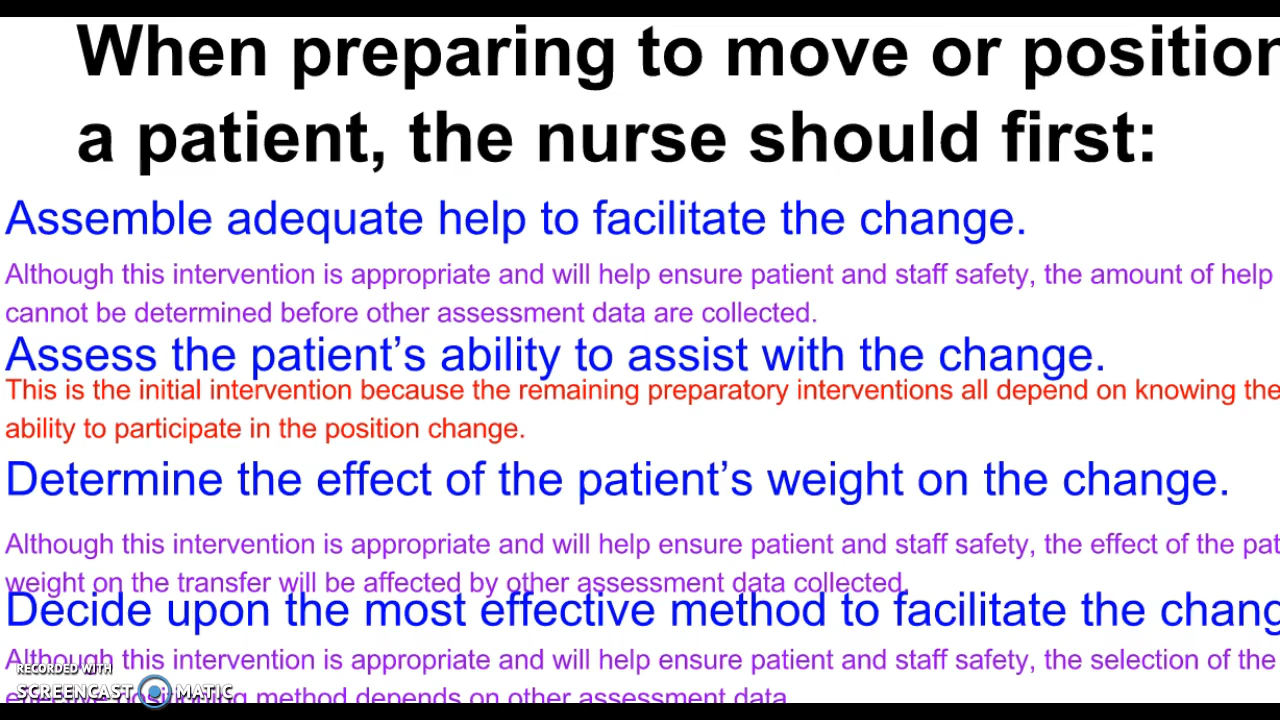 When preparing to move or position
a patient, the nurse should first:
Assemble adequate help to facilitate the change.
Although this intervention is appropriate and will help ensure patient and staff safety, the amount of help
cannot be determined before other assessment data are collected.
Assess the patient's ability to assist with the change.
This is the initial intervention because the remaining preparatory interventions all depend on knowing the
ability to participate in the position change.
Determine the effect of the patient's weight on the change.
Although this intervention is appropriate and will help ensure patient and staff safety, the effect of the pat
weight on the transfer will be affected by other assessment data collected.
Decide upon the most effective method to facilitate the chang
Although this intervention is appropriate and will help ensure patient and staff safety, the selection of the
RECORDED WITH
SCREENCAST MATIC
method depends on other assessment data.